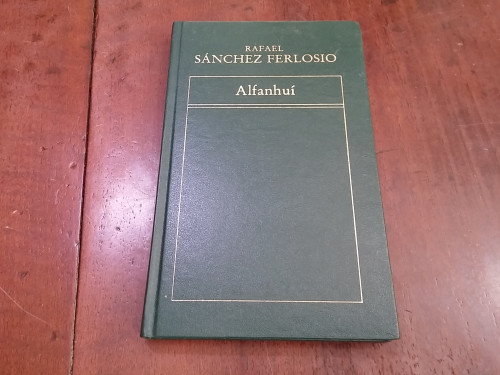 RAFAEL
SÁNCHEZ FERLOSIO
Alfanhuí